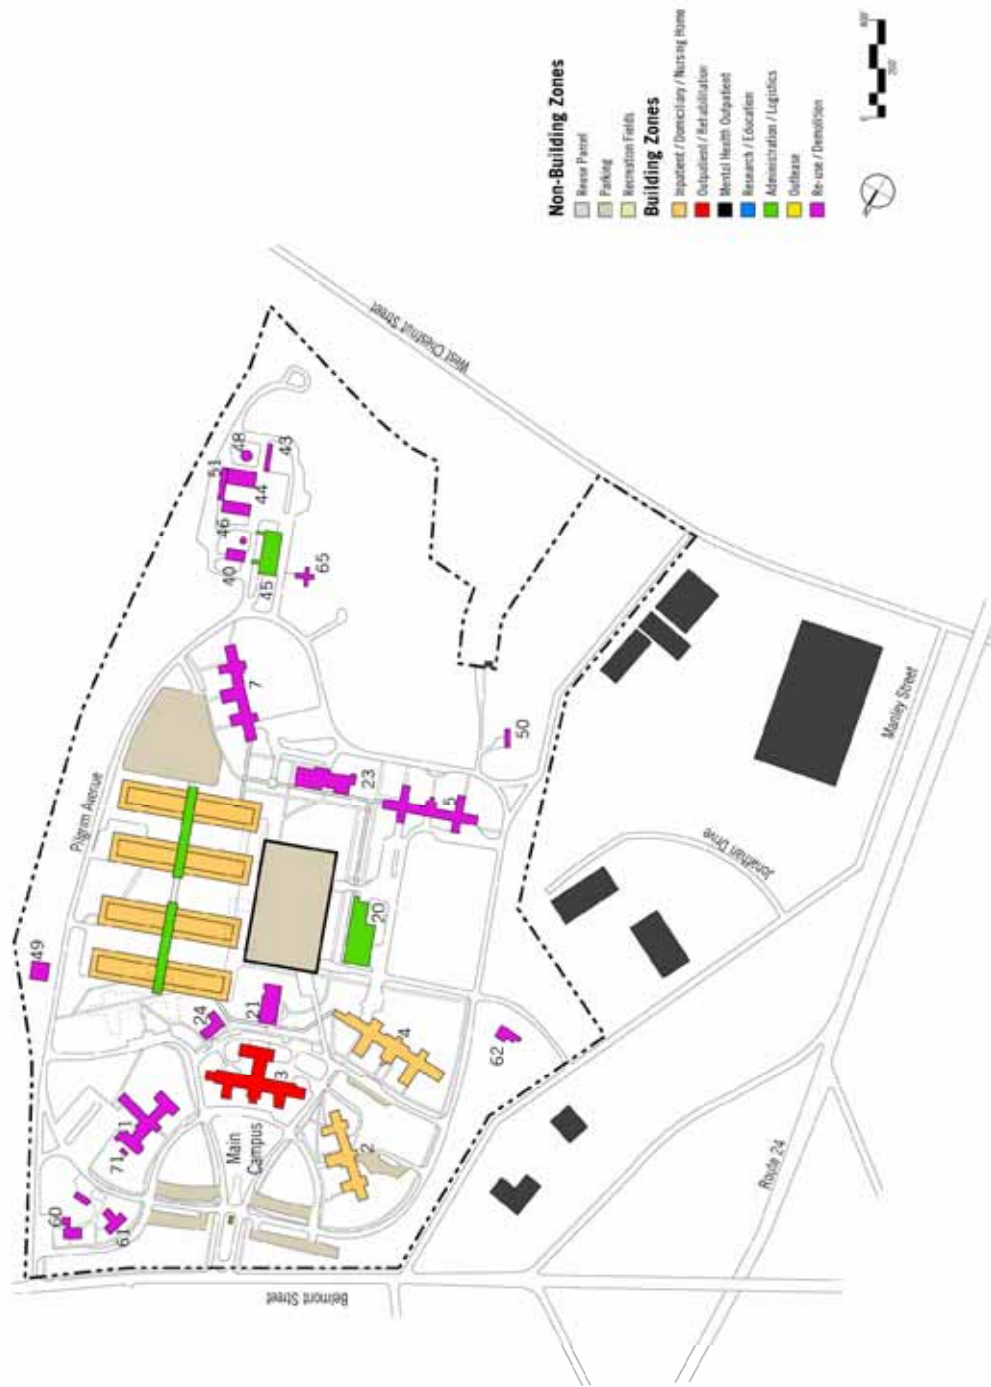 Non-Building Zones
Reuse Parcel
Parking
Recreation Fields
Building Zones
Inpatient / Domiciliary / Nursing Home
Outpatient / Rehabilitation
Mental Health Outpatient
Research / Education
Administration / Logistics
Outlease
Re-use / Demolition
0'
200'
400'
West Chestnut Street
Pilgrim Avenue
Belmont Street
Manley Street
Jonathan Drive
Route 24
Main
Campus
51
48
43
44
46
40
45
65
7
23
5
50
49
20
21
24
3
4
2
62
1
71
60
61